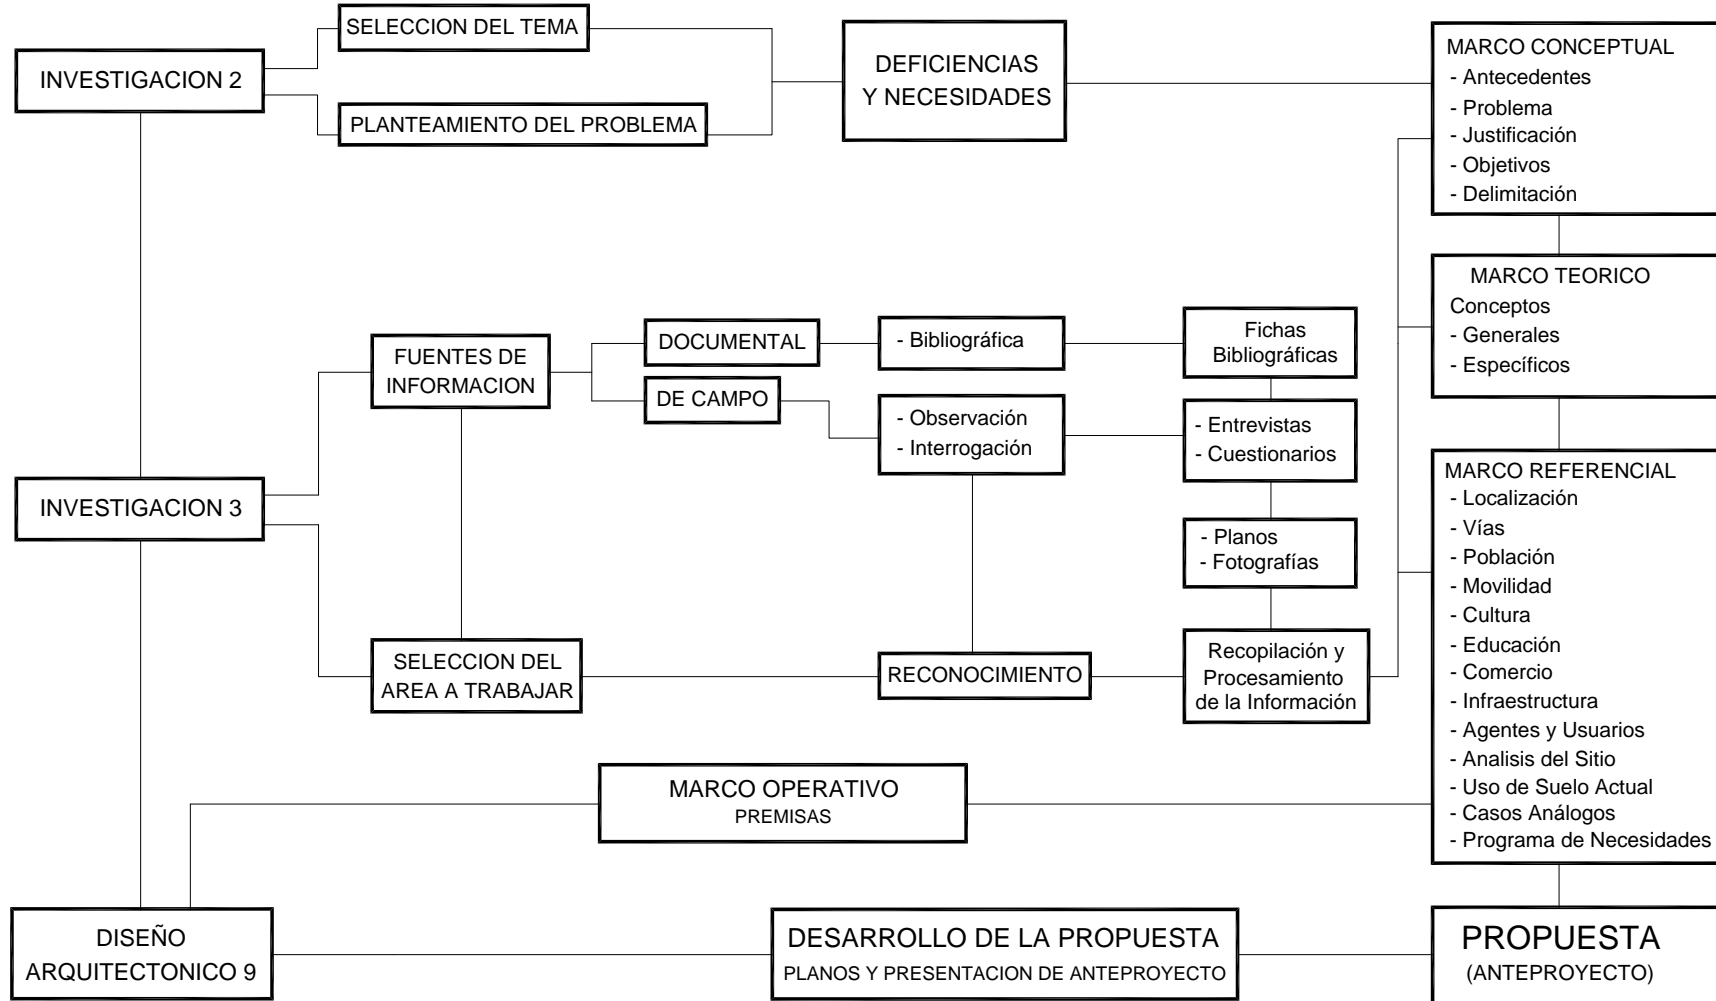 INVESTIGACION 2
SELECCION DEL TEMA
PLANTEAMIENTO DEL PROBLEMA
DEFICIENCIAS
Y NECESIDADES
MARCO CONCEPTUAL
- Antecedentes
- Problema
- Justificación
- Objetivos
- Delimitación
MARCO TEORICO
Conceptos
- Generales
- Específicos
INVESTIGACION 3
FUENTES DE
INFORMACION
DOCUMENTAL
- Bibliográfica
Fichas
Bibliográficas
DE CAMPO
- Observación
- Interrogación
- Entrevistas
- Cuestionarios
- Planos
- Fotografías
SELECCION DEL
AREA A TRABAJAR
RECONOCIMIENTO
Recopilación y
Procesamiento
de la Información
MARCO REFERENCIAL
- Localización
- Vías
- Población
- Movilidad
- Cultura
- Educación
- Comercio
- Infraestructura
- Agentes y Usuarios
- Analisis del Sitio
- Uso de Suelo Actual
- Casos Análogos
- Programa de Necesidades
MARCO OPERATIVO
PREMISAS
DISEÑO
ARQUITECTONICO 9
DESARROLLO DE LA PROPUESTA
PLANOS Y PRESENTACION DE ANTEPROYECTO
PROPUESTA
(ANTEPROYECTO)